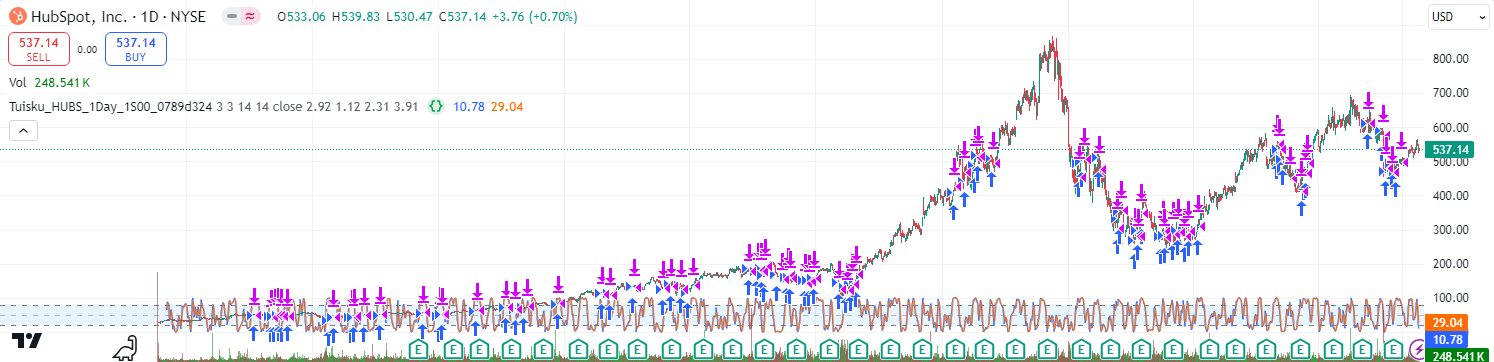 HubSpot, Inc. · 1D · NYSE O533.06 H539.83 L530.47 C537.14 +3.76 (+0.70%) USD
537.14 0.00 537.14
SELL BUY
Vol 248.541 K
Tuisku_HUBS_1Day_1S00_0789d324 3 3 14 14 close 2.92 1.12 2.31 3.91 {} 10.78 29.04
800.00
700.00
600.00
537.14
500.00
400.00
300.00
200.00
100.00
29.04
10.78
248.541 K
E E E E E E E E E E E E E E E E E E E E E E E E E E E E E E E E